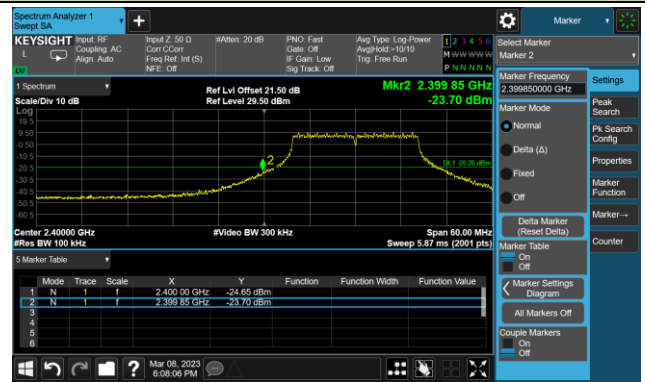 Spectrum Analyzer 1
Swept SA
Marker
KEYSIGHT Input: RF Input Z: 50 Ω #Atten: 20 dB PNO: Fast Avg Type: Log-Power 1 2 3 4 5 6
Coupling: AC Corr CCorr Gate: Off Avg|Hold:>10/10 M W W W W W
Align: Auto Freq Ref: Int (S) IF Gain: Low Trig: Free Run
NFE: Off Sig Track: Off P N N N N N
L
LW
Select Marker
Marker 2
1 Spectrum
Ref Lvl Offset 21.50 dB
Mkr2 2.399 85 GHz
Scale/Div 10 dB
Ref Level 29.50 dBm
-23.70 dBm
Log
19.5
9.50
-0.50
-10.5
-20.5
-30.5
-40.5
-50.5
-60.5
2
DL1 -20.26 dBm
Center 2.40000 GHz
#Video BW 300 kHz
Span 60.00 MHz
#Res BW 100 kHz
Sweep 5.87 ms (2001 pts)
5 Marker Table
Mode Trace Scale X Y Function Function Width Function Value
1 N 1 f 2.400 00 GHz -24.65 dBm
2 N 1 f 2.399 85 GHz -23.70 dBm
3
4
5
6
Marker Frequency
2.399850000 GHz
Marker Mode
Normal
Delta (Δ)
Fixed
Off
Delta Marker
(Reset Delta)
Marker Table
On
Off
Marker Settings
Diagram
All Markers Off
Couple Markers
On
Off
Settings
Peak
Search
Pk Search
Config
Properties
Marker
Function
Marker→
Counter
?
Mar 08, 2023
6:08:06 PM